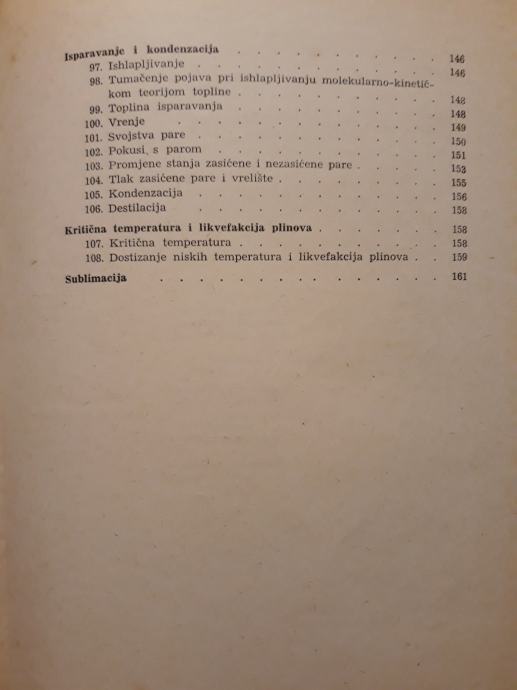 Isparavanje i kondenzacija . . . . . . . . . . . 146
97. Ishlapljivanje . . . . . . . . . . . . . 146
98. Tumačenje pojava pri ishlapljivanju molekularno-kinetič-
kom teorijom topline . . . . . . . . . . . 148
99. Toplina isparavanja . . . . . . . . . . . 148
100. Vrenje . . . . . . . . . . . . . 149
101. Svojstva pare . . . . . . . . . . . . . 150
102. Pokusi s parom . . . . . . . . . . . . 151
103. Promjene stanja zasićene i nezasićene pare . . . . . 153
104. Tlak zasićene pare i vrelište . . . . . . . . . 155
105. Kondenzacija . . . . . . . . . . . . . 156
106. Destilacija . . . . . . . . . . . . . 158
Kritična temperatura i likvefakcija plinova . . . . . . . 158
107. Kritična temperatura . . . . . . . . . . . 158
108. Dostizanje niskih temperatura i likvefakcija plinova . . 159
Sublimacija . . . . . . . . . . . . . . . 161